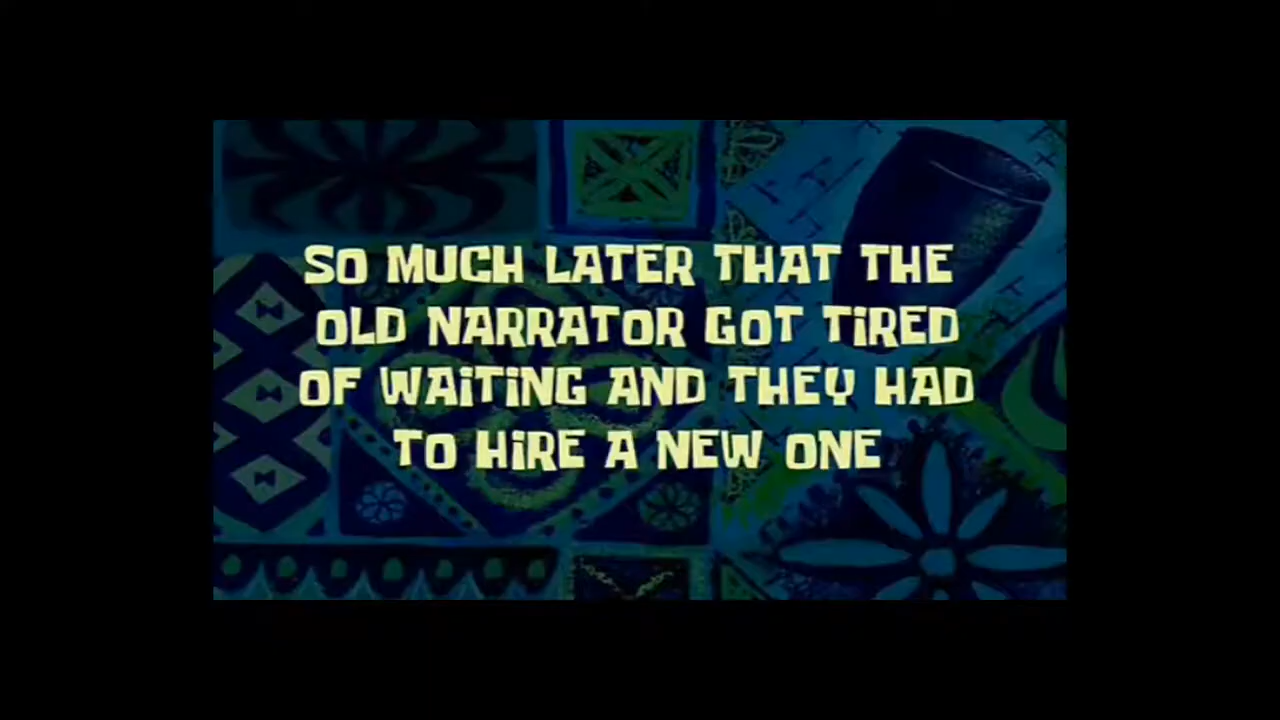 SO MUCH LATER THAT THE
OLD NARRATOR GOT TiRED
OF WAiTiNG AND THEY HAD
TO HiRE A NEW ONE